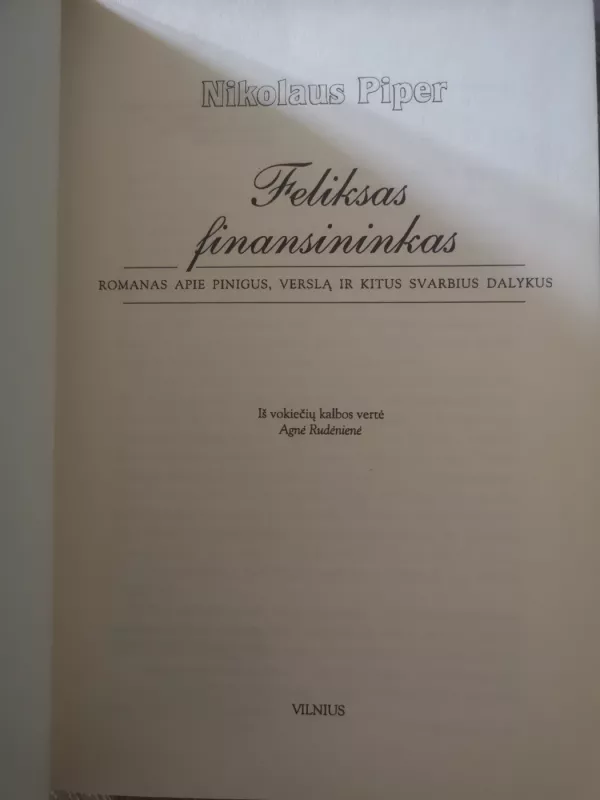 Nikolaus Piper
Feliksas
finansininkas
ROMANAS APIE PINIGUS, VERSLĄ IR KITUS SVARBIUS DALYKUS
Iš vokiečių kalbos vertė
Agnė Rudėnienė
VILNIUS